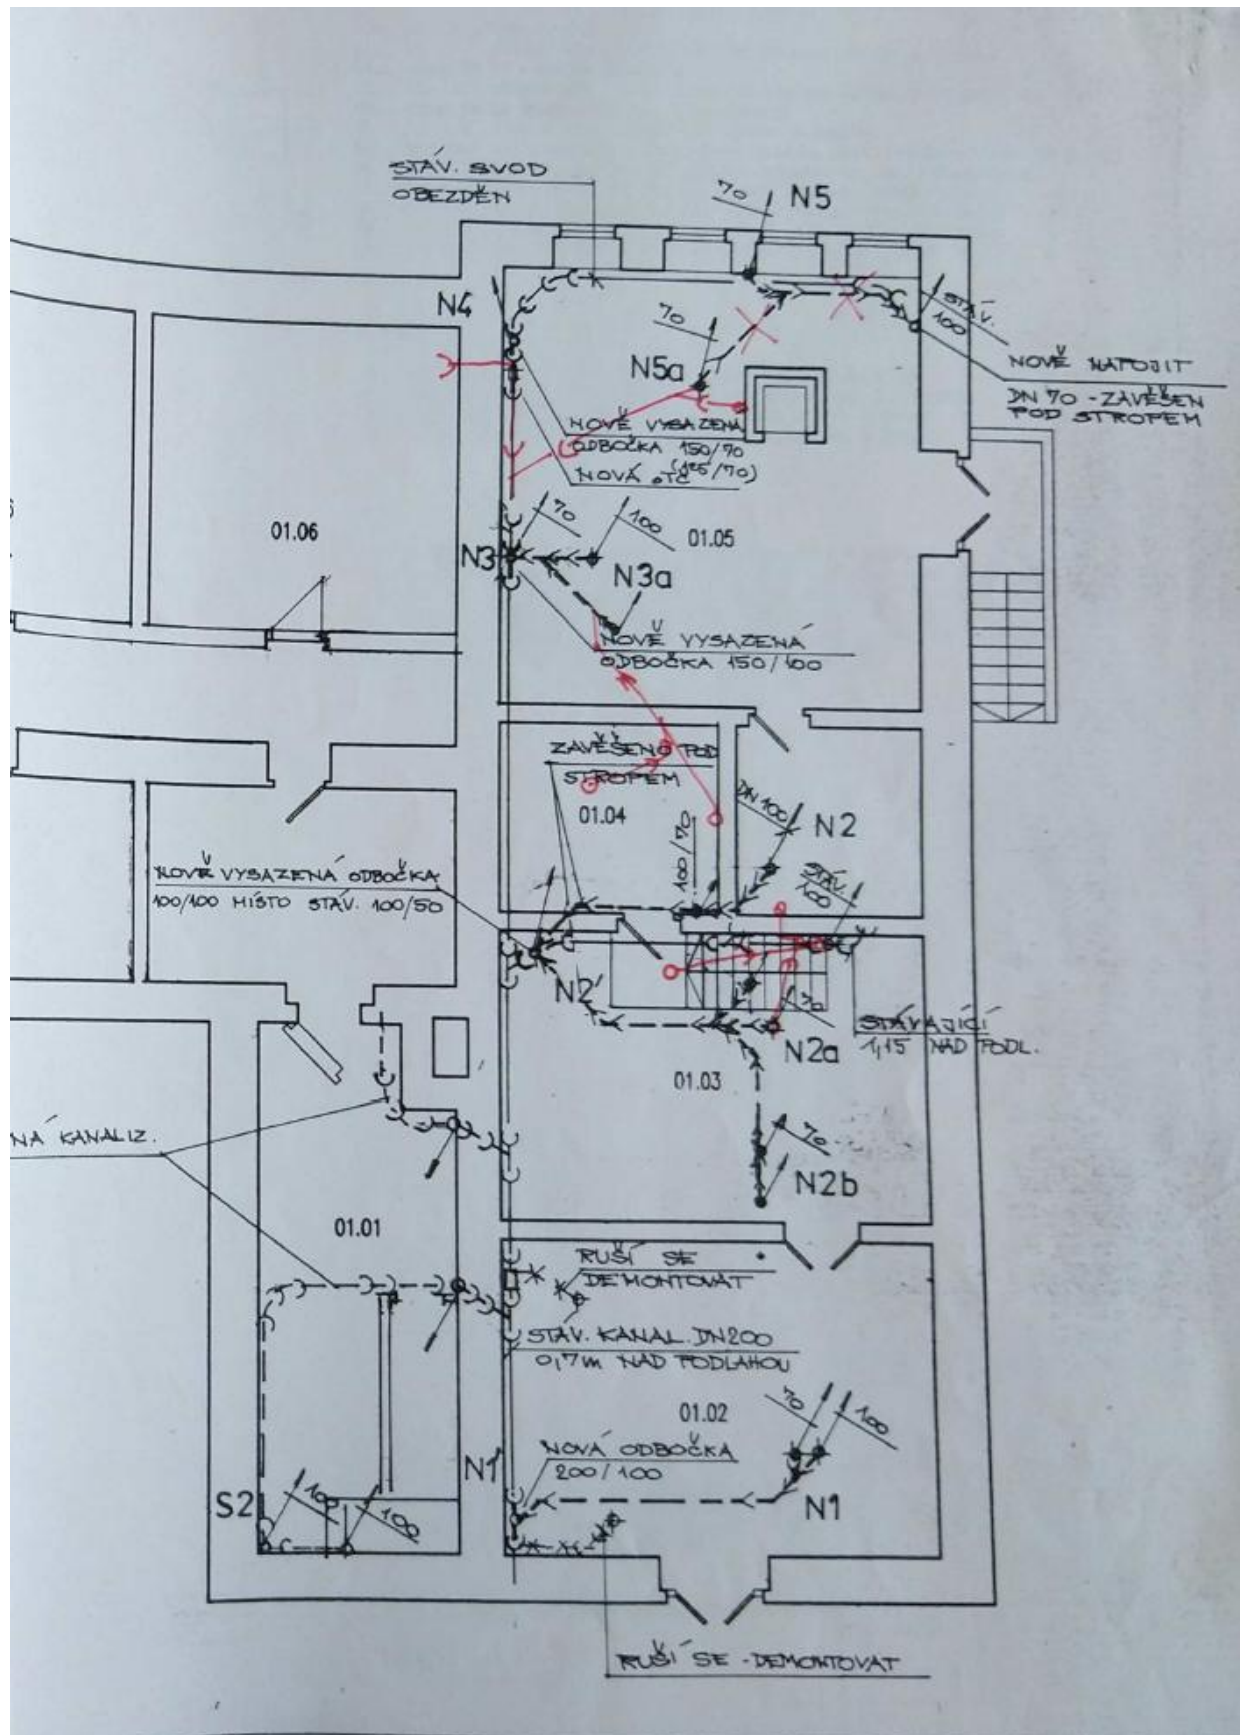 STÁV. SVOD
OBEZDĚN
70
N5
N4
STÁV.
100
70
N5a
NOVĚ NAPOJIT
DN 70 - ZAVĚŠEN
POD STROPEM
NOVĚ VYSAZENÁ
ODBOČKA 150/70
(125/70)
NOVÁ OTČ
70
100
01.05
01.06
N3
N3a
NOVĚ VYSAZENÁ
ODBOČKA 150/100
ZAVĚŠENO POD
STROPEM
01.04
DN 100
N2
100/70
STÁV.
100
NOVĚ VYSAZENÁ ODBOČKA
100/100 MÍSTO STÁV. 100/50
N2'
70
N2a
STÁVAJÍCÍ
1,15 NAD PODL.
01.03
NÁ KANALIZ.
70
N2b
01.01
RUŠÍ SE
DEMONTOVAT
STÁV. KANAL. DN200
0,7m NAD PODLAHOU
70
100
01.02
NOVÁ ODBOČKA
200/100
N1'
S2
100
100
N1
RUŠÍ SE - DEMONTOVAT